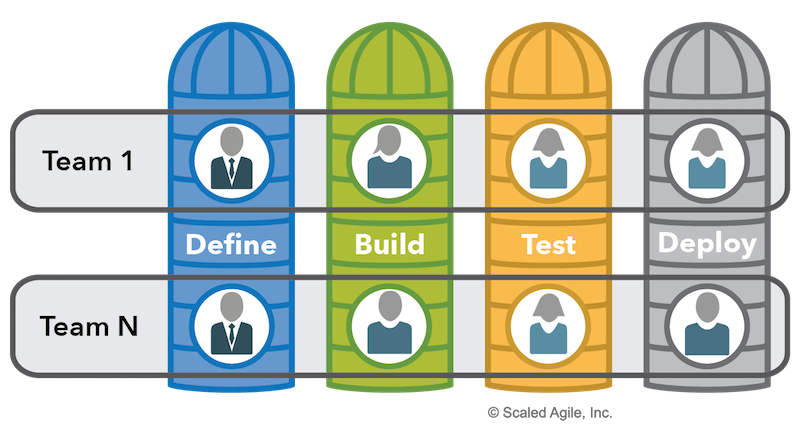 Team 1
Define
Build
Test
Deploy
Team N
© Scaled Agile, Inc.